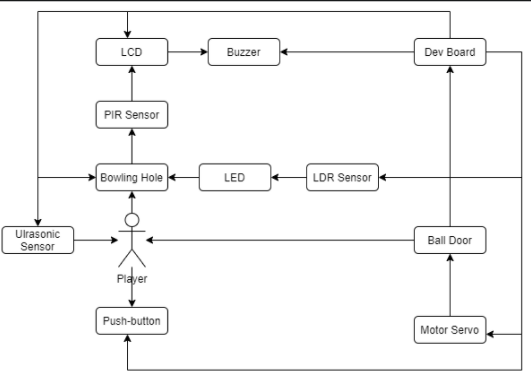 LCD
Buzzer
Dev Board
PIR Sensor
Bowling Hole
LED
LDR Sensor
Ulrasonic
Sensor
Ball Door
Player
Push-button
Motor Servo